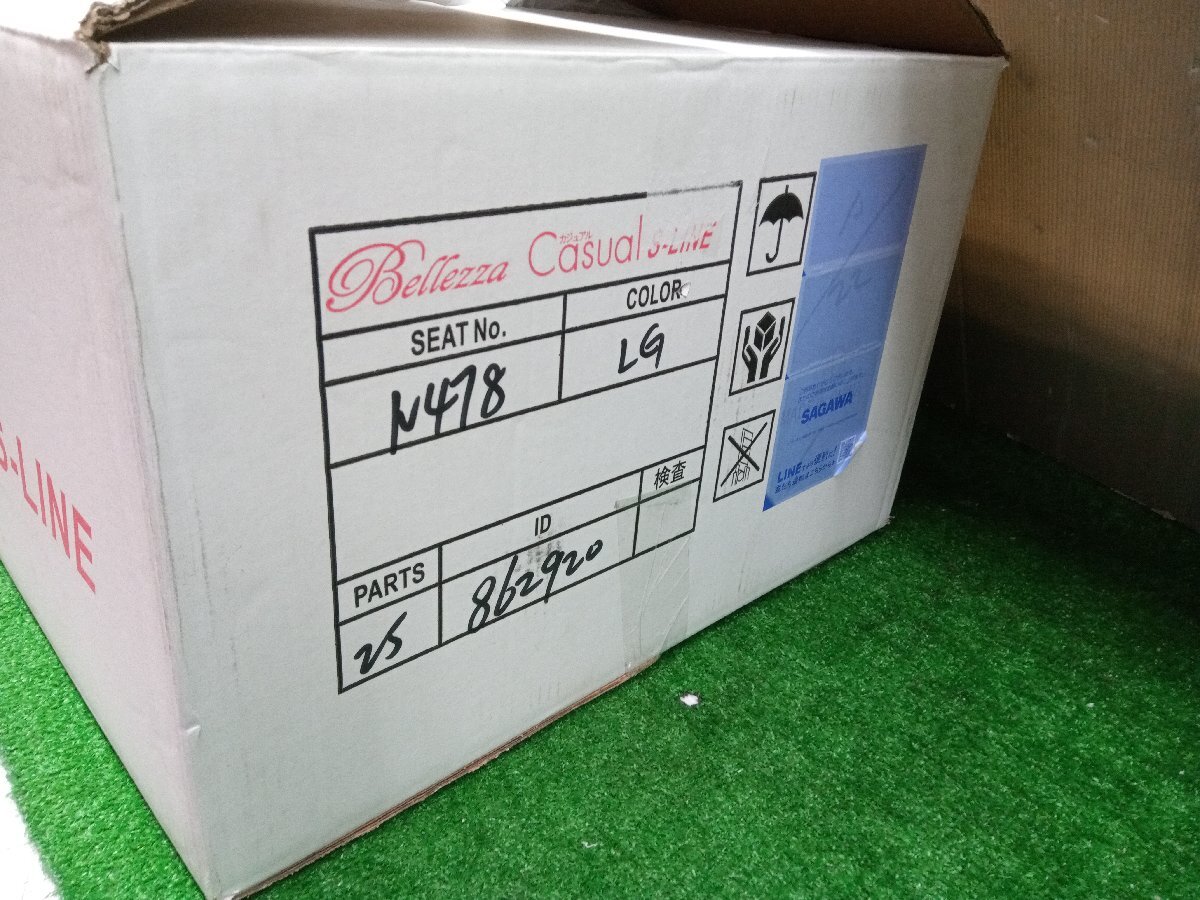 Bellezza Casual S-LINE
カジュアル
SEAT No.
COLOR
N478
LG
PARTS
ID
検査
25
862920
S-LINE
SAGAWA
LINE